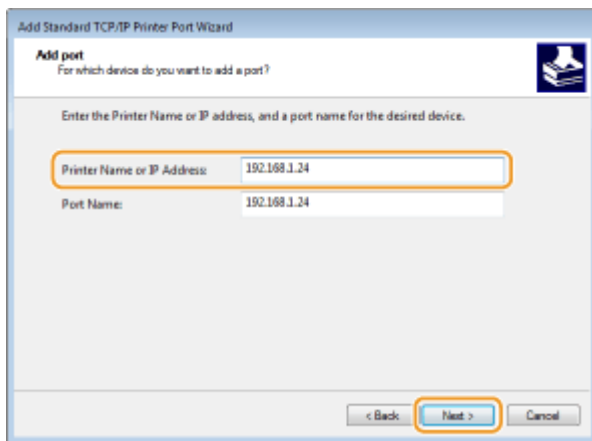 Add Standard TCP/IP Printer Port Wizard
Add port
For which device do you want to add a port?
Enter the Printer Name or IP address, and a port name for the desired device.
Printer Name or IP Address: 192.168.1.24
Port Name: 192.168.1.24
< Back Next > Cancel